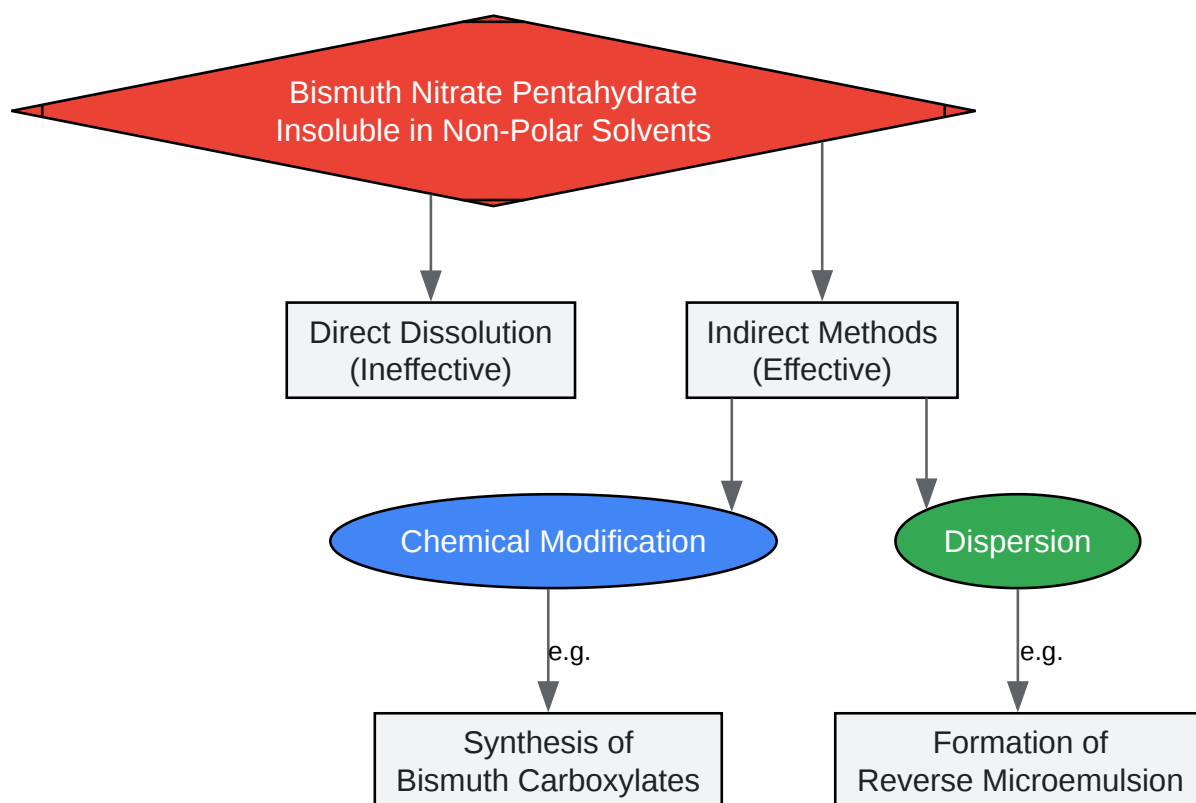 Bismuth Nitrate Pentahydrate
Insoluble in Non-Polar Solvents
Direct Dissolution
(Ineffective)
Indirect Methods
(Effective)
Chemical Modification
Dispersion
e.g.
e.g.
Synthesis of
Bismuth Carboxylates
Formation of
Reverse Microemulsion